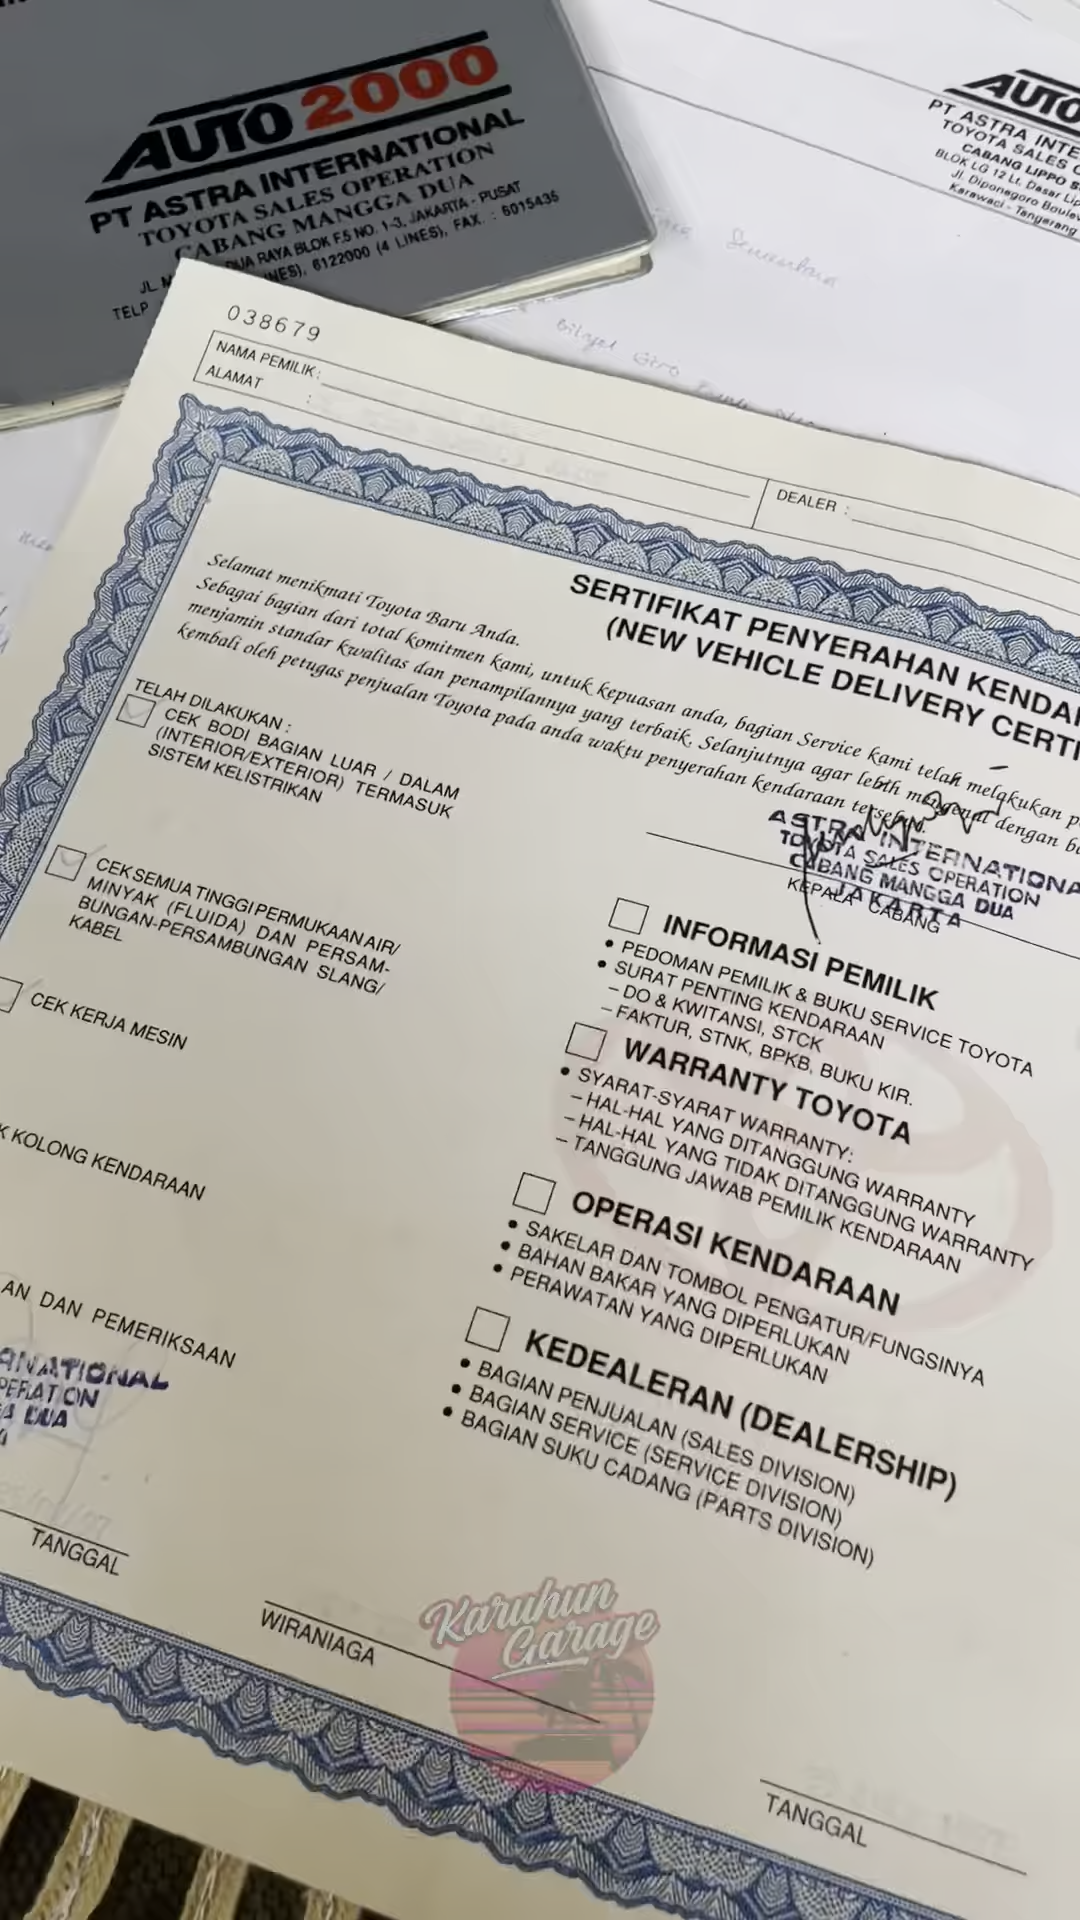 AUTO 2000
PT ASTRA INTERNATIONAL
TOYOTA SALES OPERATION
CABANG MANGGA DUA
JL. M DUA RAYA BLOK F.5 NO. 1-3, JAKARTA - PUSAT
TELP NES), 6122000 (4 LINES), FAX. : 6015435
AUTO
PT ASTRA INTE
TOYOTA SALES O
CABANG LIPPO S
BLOK LG 12 Lt. Dasar Lip
Jl. Diponegoro Boulev
Karawaci - Tangerang
Sementara
Bilyet Giro
038679
NAMA PEMILIK :
ALAMAT :
DEALER :
SERTIFIKAT PENYERAHAN KENDA
(NEW VEHICLE DELIVERY CERTI
Selamat menikmati Toyota Baru Anda.
Sebagai bagian dari total komitmen kami, untuk kepuasan anda, bagian Service kami telah melakukan p
menjamin standar kwalitas dan penampilannya yang terbaik. Selanjutnya agar lebih mengenal dengan ba
kembali oleh petugas penjualan Toyota pada anda waktu penyerahan kendaraan tersebut.
TELAH DILAKUKAN :
CEK BODI BAGIAN LUAR / DALAM
(INTERIOR/EXTERIOR) TERMASUK
SISTEM KELISTRIKAN
CEK SEMUA TINGGI PERMUKAAN AIR/
MINYAK (FLUIDA) DAN PERSAM-
BUNGAN-PERSAMBUNGAN SLANG/
KABEL
CEK KERJA MESIN
K KOLONG KENDARAAN
AN DAN PEMERIKSAAN
RNATIONAL
PERATION
A DUA
TANGGAL
ASTRA INTERNATIONA
TOYOTA SALES OPERATION
CABANG MANGGA DUA
JAKARTA
KEPALA CABANG
INFORMASI PEMILIK
• PEDOMAN PEMILIK & BUKU SERVICE TOYOTA
• SURAT PENTING KENDARAAN
– DO & KWITANSI, STCK
– FAKTUR, STNK, BPKB, BUKU KIR.
WARRANTY TOYOTA
• SYARAT-SYARAT WARRANTY:
– HAL-HAL YANG DITANGGUNG WARRANTY
– HAL-HAL YANG TIDAK DITANGGUNG WARRANTY
– TANGGUNG JAWAB PEMILIK KENDARAAN
OPERASI KENDARAAN
• SAKELAR DAN TOMBOL PENGATUR/FUNGSINYA
• BAHAN BAKAR YANG DIPERLUKAN
• PERAWATAN YANG DIPERLUKAN
KEDEALERAN (DEALERSHIP)
• BAGIAN PENJUALAN (SALES DIVISION)
• BAGIAN SERVICE (SERVICE DIVISION)
• BAGIAN SUKU CADANG (PARTS DIVISION)
WIRANIAGA
TANGGAL
Karuhun
Garage